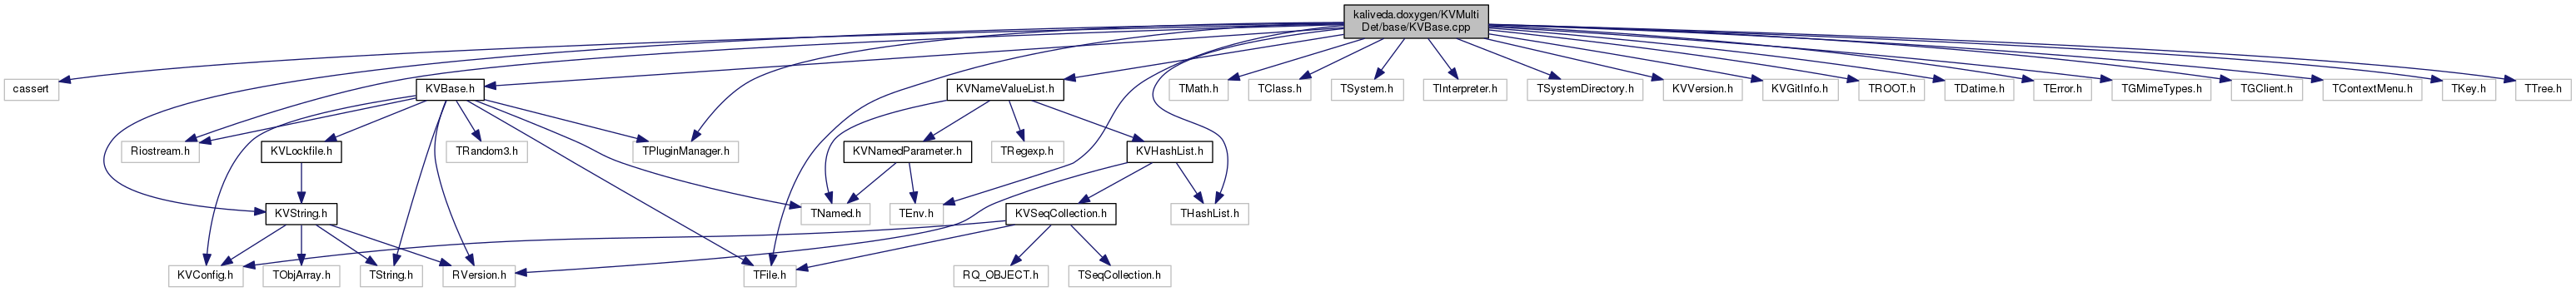 kaliveda.doxygen/KVMulti
Det/base/KVBase.cpp
cassert
KVBase.h
KVNameValueList.h
TMath.h
TClass.h
TSystem.h
TInterpreter.h
TSystemDirectory.h
KVVersion.h
KVGitInfo.h
TROOT.h
TDatime.h
TError.h
TGMimeTypes.h
TGClient.h
TContextMenu.h
TKey.h
TTree.h
Riostream.h
KVLockfile.h
TRandom3.h
TPluginManager.h
KVNamedParameter.h
TRegexp.h
KVHashList.h
KVString.h
TNamed.h
TEnv.h
KVSeqCollection.h
THashList.h
KVConfig.h
TObjArray.h
TString.h
RVersion.h
TFile.h
RQ_OBJECT.h
TSeqCollection.h